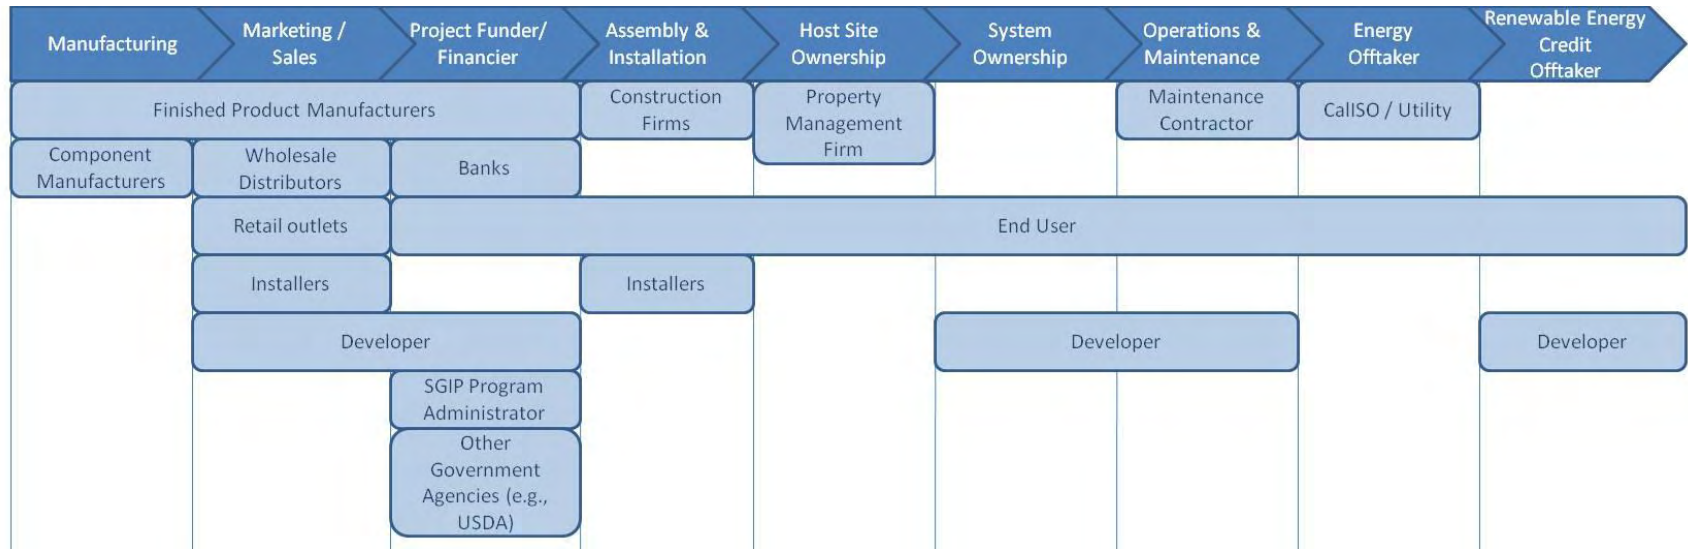 Manufacturing
Marketing /
Sales
Project Funder/
Financier
Assembly &
Installation
Host Site
Ownership
System
Ownership
Operations &
Maintenance
Energy
Offtaker
Renewable Energy
Credit
Offtaker
Finished Product Manufacturers
Construction
Firms
Property
Management
Firm
Maintenance
Contractor
CalISO / Utility
Component
Manufacturers
Wholesale
Distributors
Banks
Retail outlets
End User
Installers
Installers
Developer
Developer
Developer
SGIP Program
Administrator
Other
Government
Agencies (e.g.,
USDA)